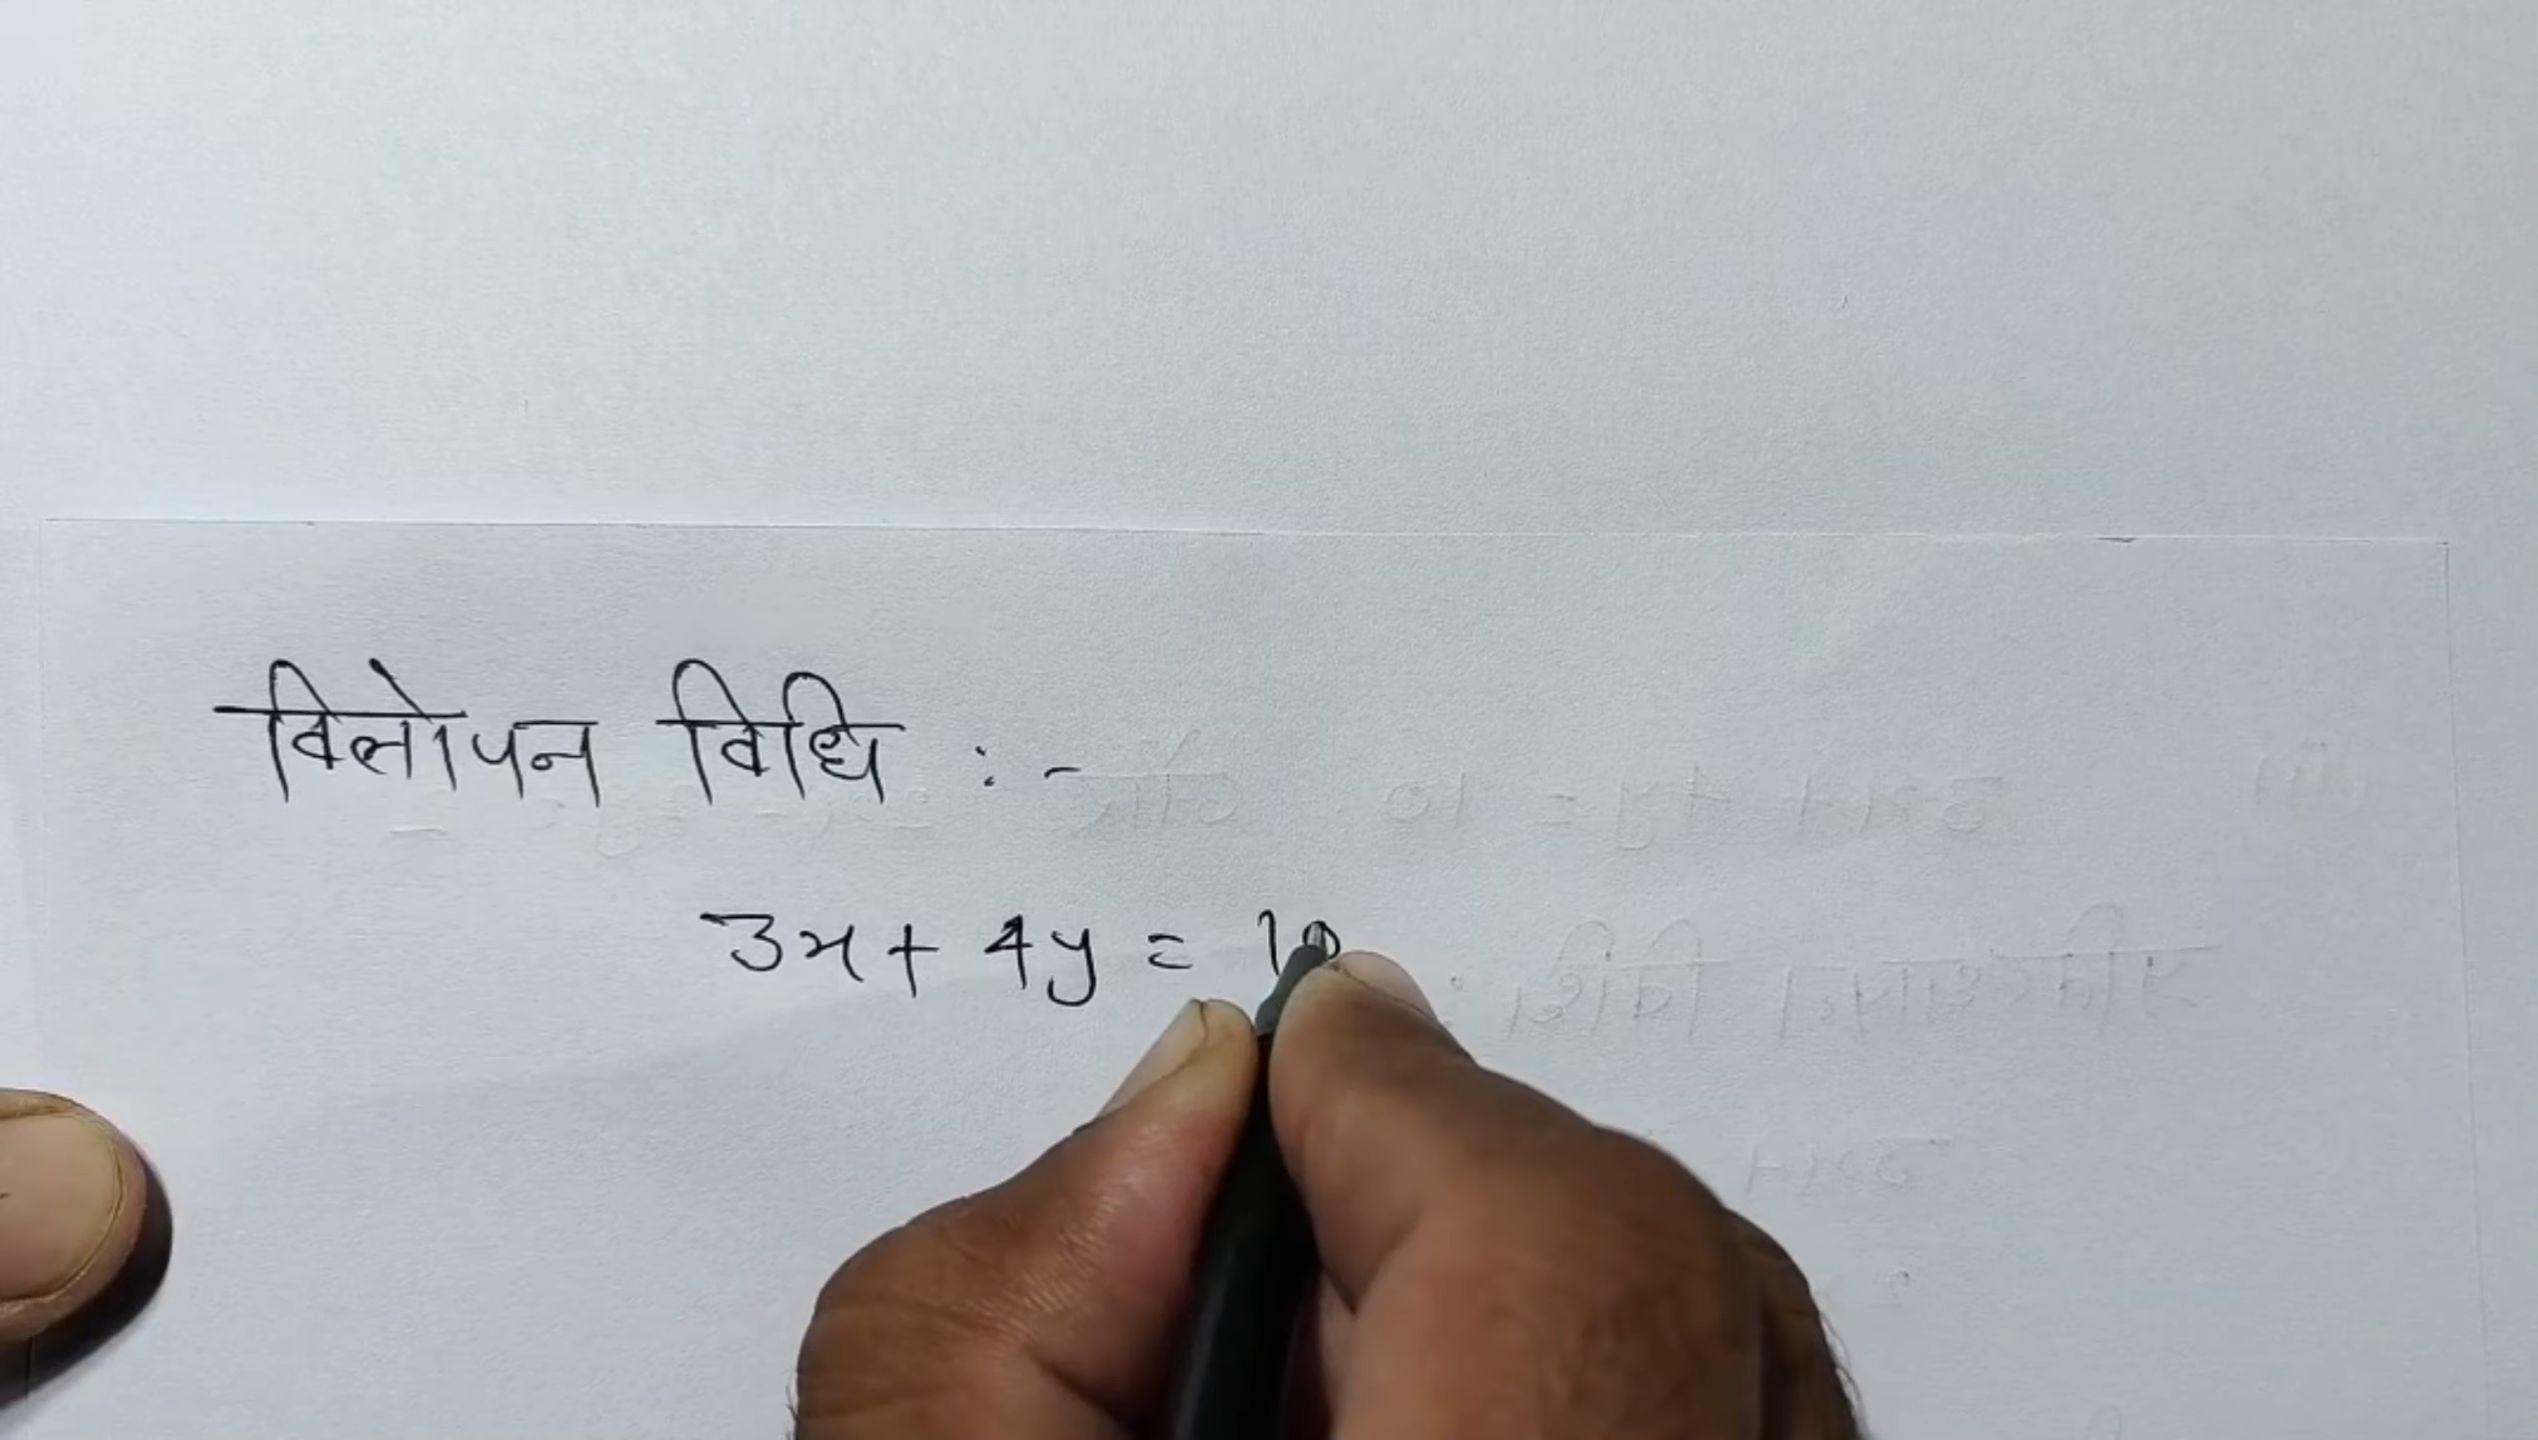 विलोपन विधि :-
3x + 4y = 10